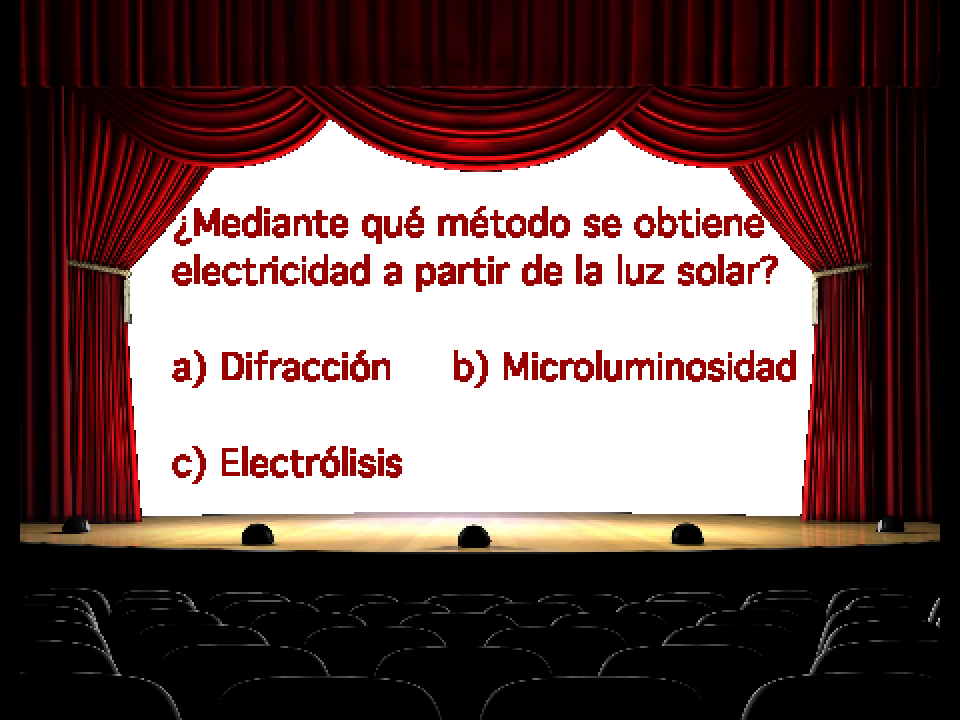 ¿Mediante qué método se obtiene
electricidad a partir de la luz solar?
a) Difracción b) Microluminosidad
c) Electrólisis